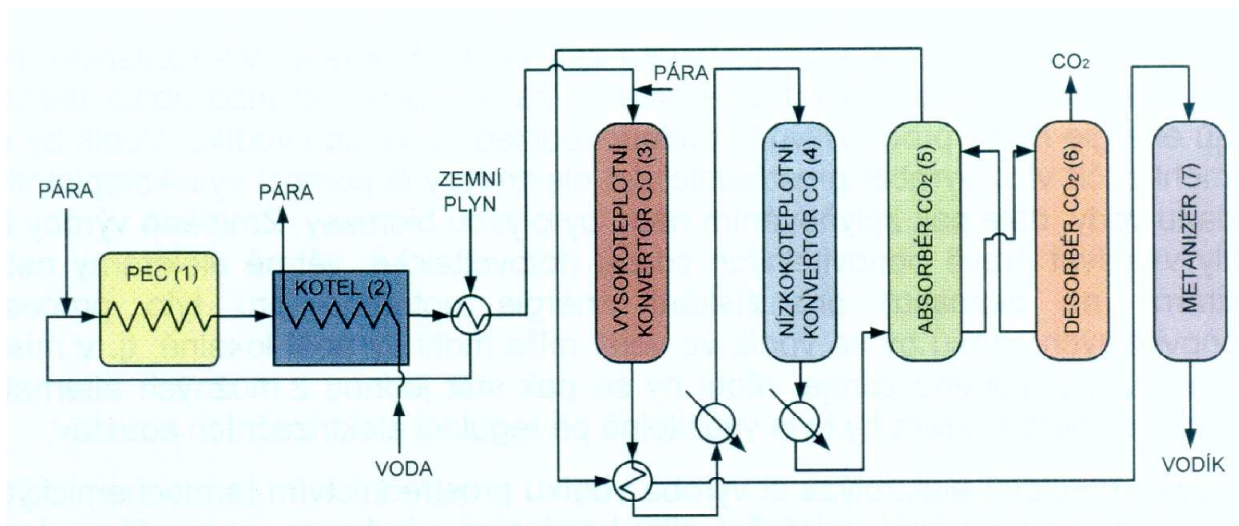 CO₂
PÁRA
PÁRA
PÁRA
ZEMNÍ
PLYN
PEC (1)
KOTEL (2)
VYSOKOTEPLOTNÍ
KONVERTOR CO (3)
NÍZKOTEPLOTNÍ
KONVERTOR CO (4)
ABSORBÉR CO₂ (5)
DESORBÉR CO₂ (6)
METANIZÉR (7)
VODA
VODÍK